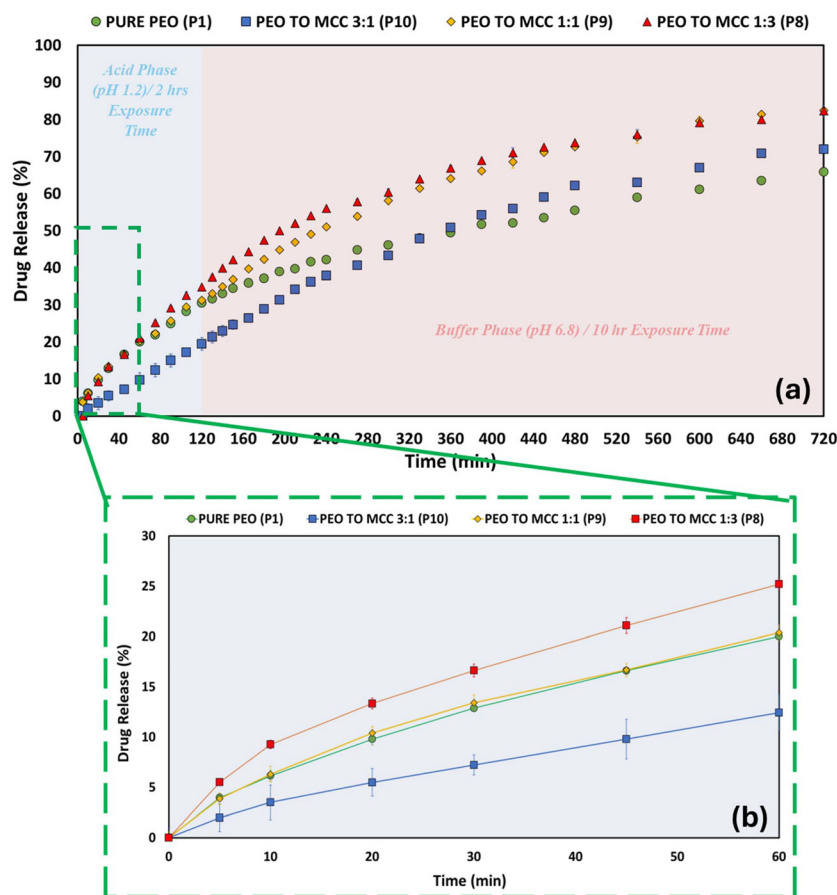 PURE PEO (P1) PEO TO MCC 3:1 (P10) PEO TO MCC 1:1 (P9) PEO TO MCC 1:3 (P8)
100
90
80
70
60
50
40
30
20
10
0
Drug Release (%)
Acid Phase
(pH 1.2)/ 2 hrs
Exposure
Time
Buffer Phase (pH 6.8) / 10 hr Exposure Time
(a)
0 40 80 120 160 200 240 280 320 360 400 440 480 520 560 600 640 680 720
Time (min)
PURE PEO (P1) PEO TO MCC 3:1 (P10) PEO TO MCC 1:1 (P9) PEO TO MCC 1:3 (P8)
30
25
20
15
10
5
0
Drug Release (%)
(b)
0 10 20 30 40 50 60
Time (min)